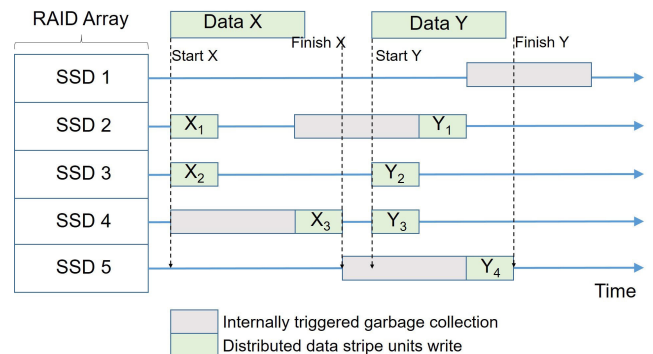 RAID Array
Data X
Data Y
Finish X
Finish Y
Start X
Start Y
SSD 1
SSD 2
X1
Y1
SSD 3
X2
Y2
SSD 4
X3
Y3
SSD 5
Y4
Time
Internally triggered garbage collection
Distributed data stripe units write